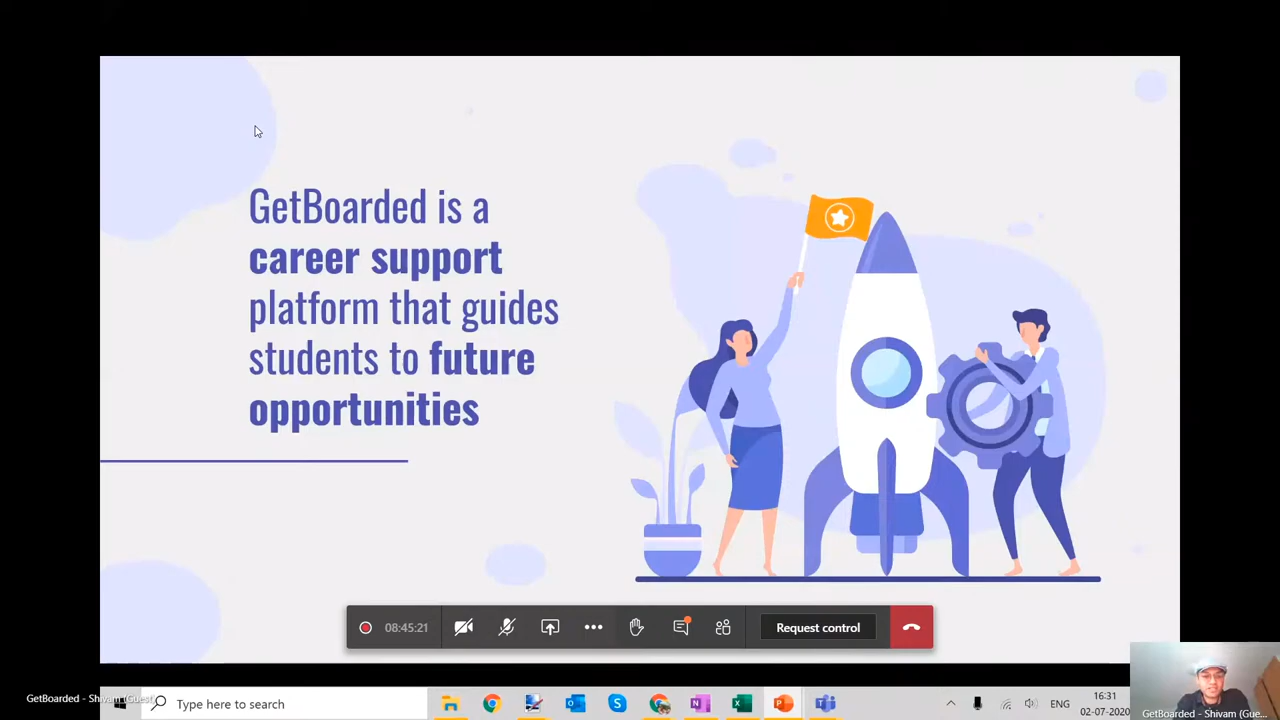 GetBoarded is a
career support
platform that guides
students to future
opportunities
08:45:21
Request control
GetBoarded - Shivam (Guest)
Type here to search
ENG
16:31
02-07-2020
GetBoarded - Shivam (Gue...